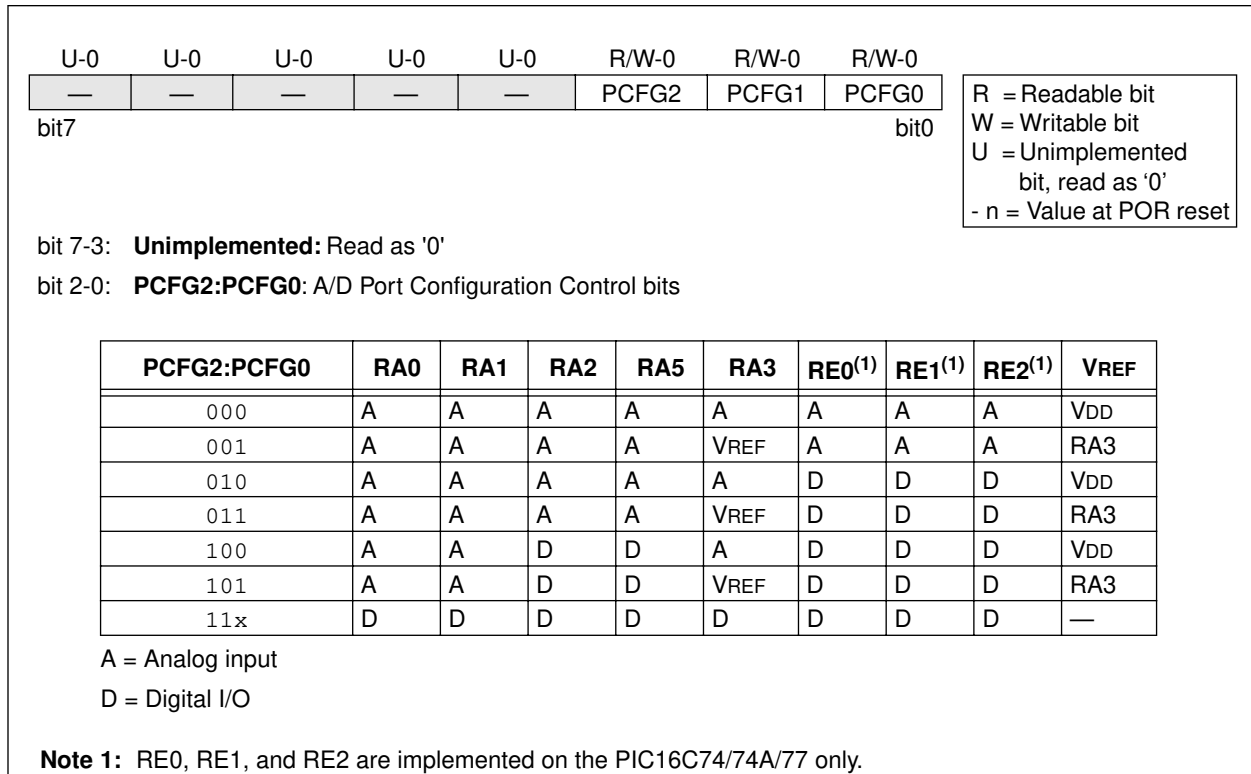 U-0 U-0 U-0 U-0 U-0 R/W-0 R/W-0 R/W-0
— — — — — PCFG2 PCFG1 PCFG0
bit7 bit0
R = Readable bit
W = Writable bit
U = Unimplemented
bit, read as ‘0’
- n = Value at POR reset
bit 7-3: Unimplemented: Read as '0'
bit 2-0: PCFG2:PCFG0: A/D Port Configuration Control bits
PCFG2:PCFG0 RA0 RA1 RA2 RA5 RA3 RE0(1) RE1(1) RE2(1) VREF
000 A A A A A A A A VDD
001 A A A A VREF A A A RA3
010 A A A A A D D D VDD
011 A A A A VREF D D D RA3
100 A A D D A D D D VDD
101 A A D D VREF D D D RA3
11x D D D D D D D D —
A = Analog input
D = Digital I/O
Note 1: RE0, RE1, and RE2 are implemented on the PIC16C74/74A/77 only.